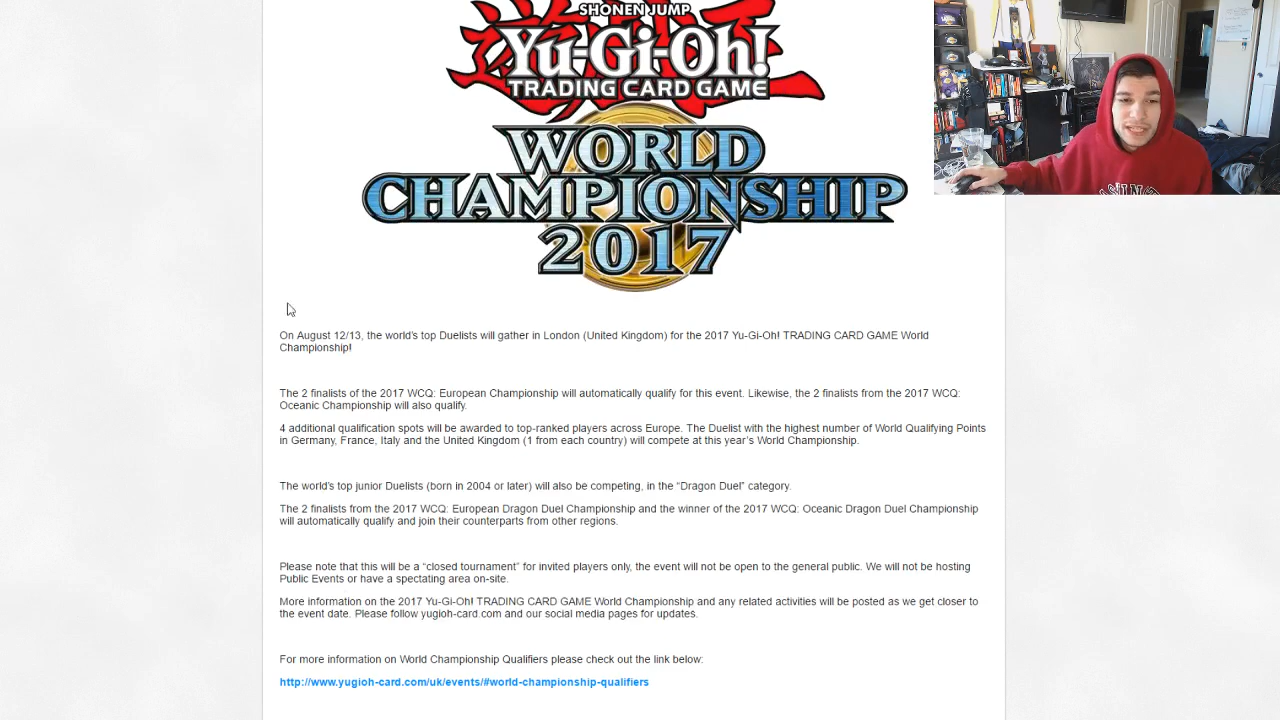 SHONEN JUMP
Yu-Gi-Oh!
TRADING CARD GAME
WORLD
CHAMPIONSHIP
2017
On August 12/13, the world's top Duelists will gather in London (United Kingdom) for the 2017 Yu-Gi-Oh! TRADING CARD GAME World
Championship!
The 2 finalists of the 2017 WCQ: European Championship will automatically qualify for this event. Likewise, the 2 finalists from the 2017 WCQ:
Oceanic Championship will also qualify.
4 additional qualification spots will be awarded to top-ranked players across Europe. The Duelist with the highest number of World Qualifying Points
in Germany, France, Italy and the United Kingdom (1 from each country) will compete at this year's World Championship.
The world's top junior Duelists (born in 2004 or later) will also be competing, in the “Dragon Duel” category.
The 2 finalists from the 2017 WCQ: European Dragon Duel Championship and the winner of the 2017 WCQ: Oceanic Dragon Duel Championship
will automatically qualify and join their counterparts from other regions.
Please note that this will be a “closed tournament” for invited players only, the event will not be open to the general public. We will not be hosting
Public Events or have a spectating area on-site.
More information on the 2017 Yu-Gi-Oh! TRADING CARD GAME World Championship and any related activities will be posted as we get closer to
the event date. Please follow yugioh-card.com and our social media pages for updates.
For more information on World Championship Qualifiers please check out the link below:
http://www.yugioh-card.com/uk/events/#world-championship-qualifiers